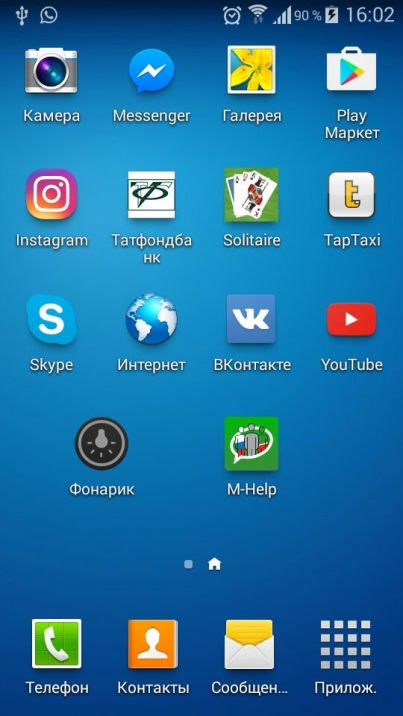 90 % 16:02
Камера Messenger Галерея Play
Маркет
Instagram Татфондба
нк Solitaire TapTaxi
Skype Интернет ВКонтакте YouTube
Фонарик M-Help
Телефон Контакты Сообщен... Прилож.